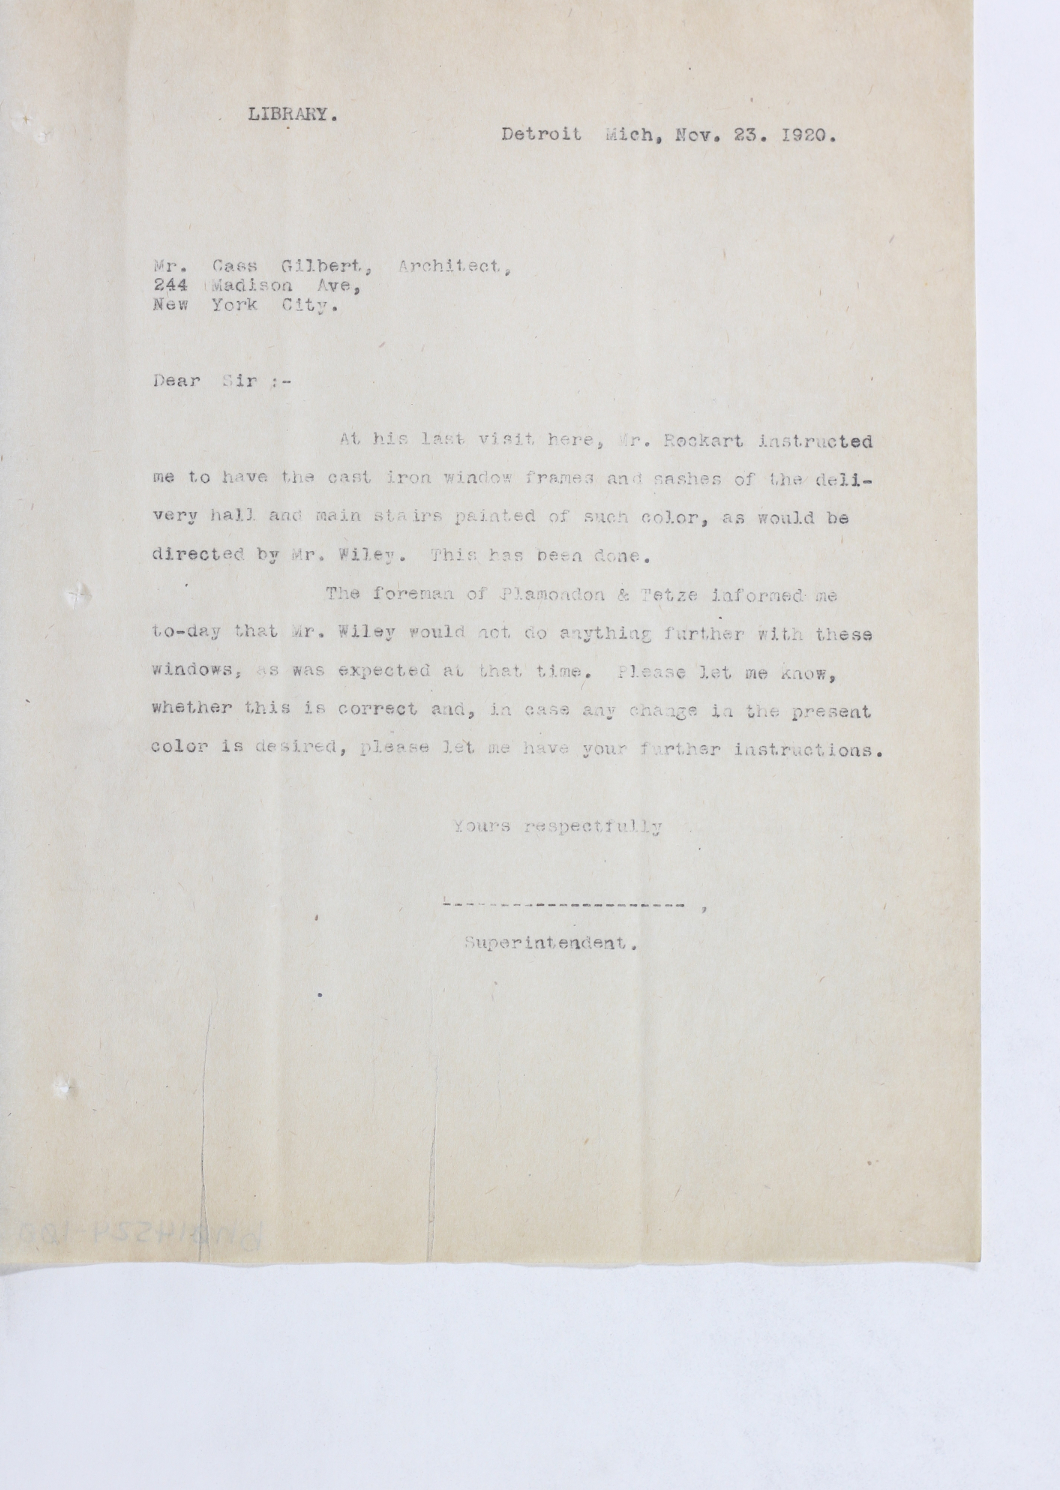 LIBRARY.
Detroit Mich, Nov. 23. 1920.
Mr. Cass Gilbert, Architect,
244 Madison Ave,
New York City.
Dear Sir :-
At his last visit here, Mr. Rockart instructed
me to have the cast iron window frames and sashes of the deli-
very hall and main stairs painted of such color, as would be
directed by Mr. Wiley. This has been done.
The foreman of Plamondon & Tetze informed me
to-day that Mr. Wiley would not do anything further with these
windows, as was expected at that time. Please let me know,
whether this is correct and, in case any change in the present
color is desired, please let me have your further instructions.
Yours respectfully
--------------------- ,
Superintendent.